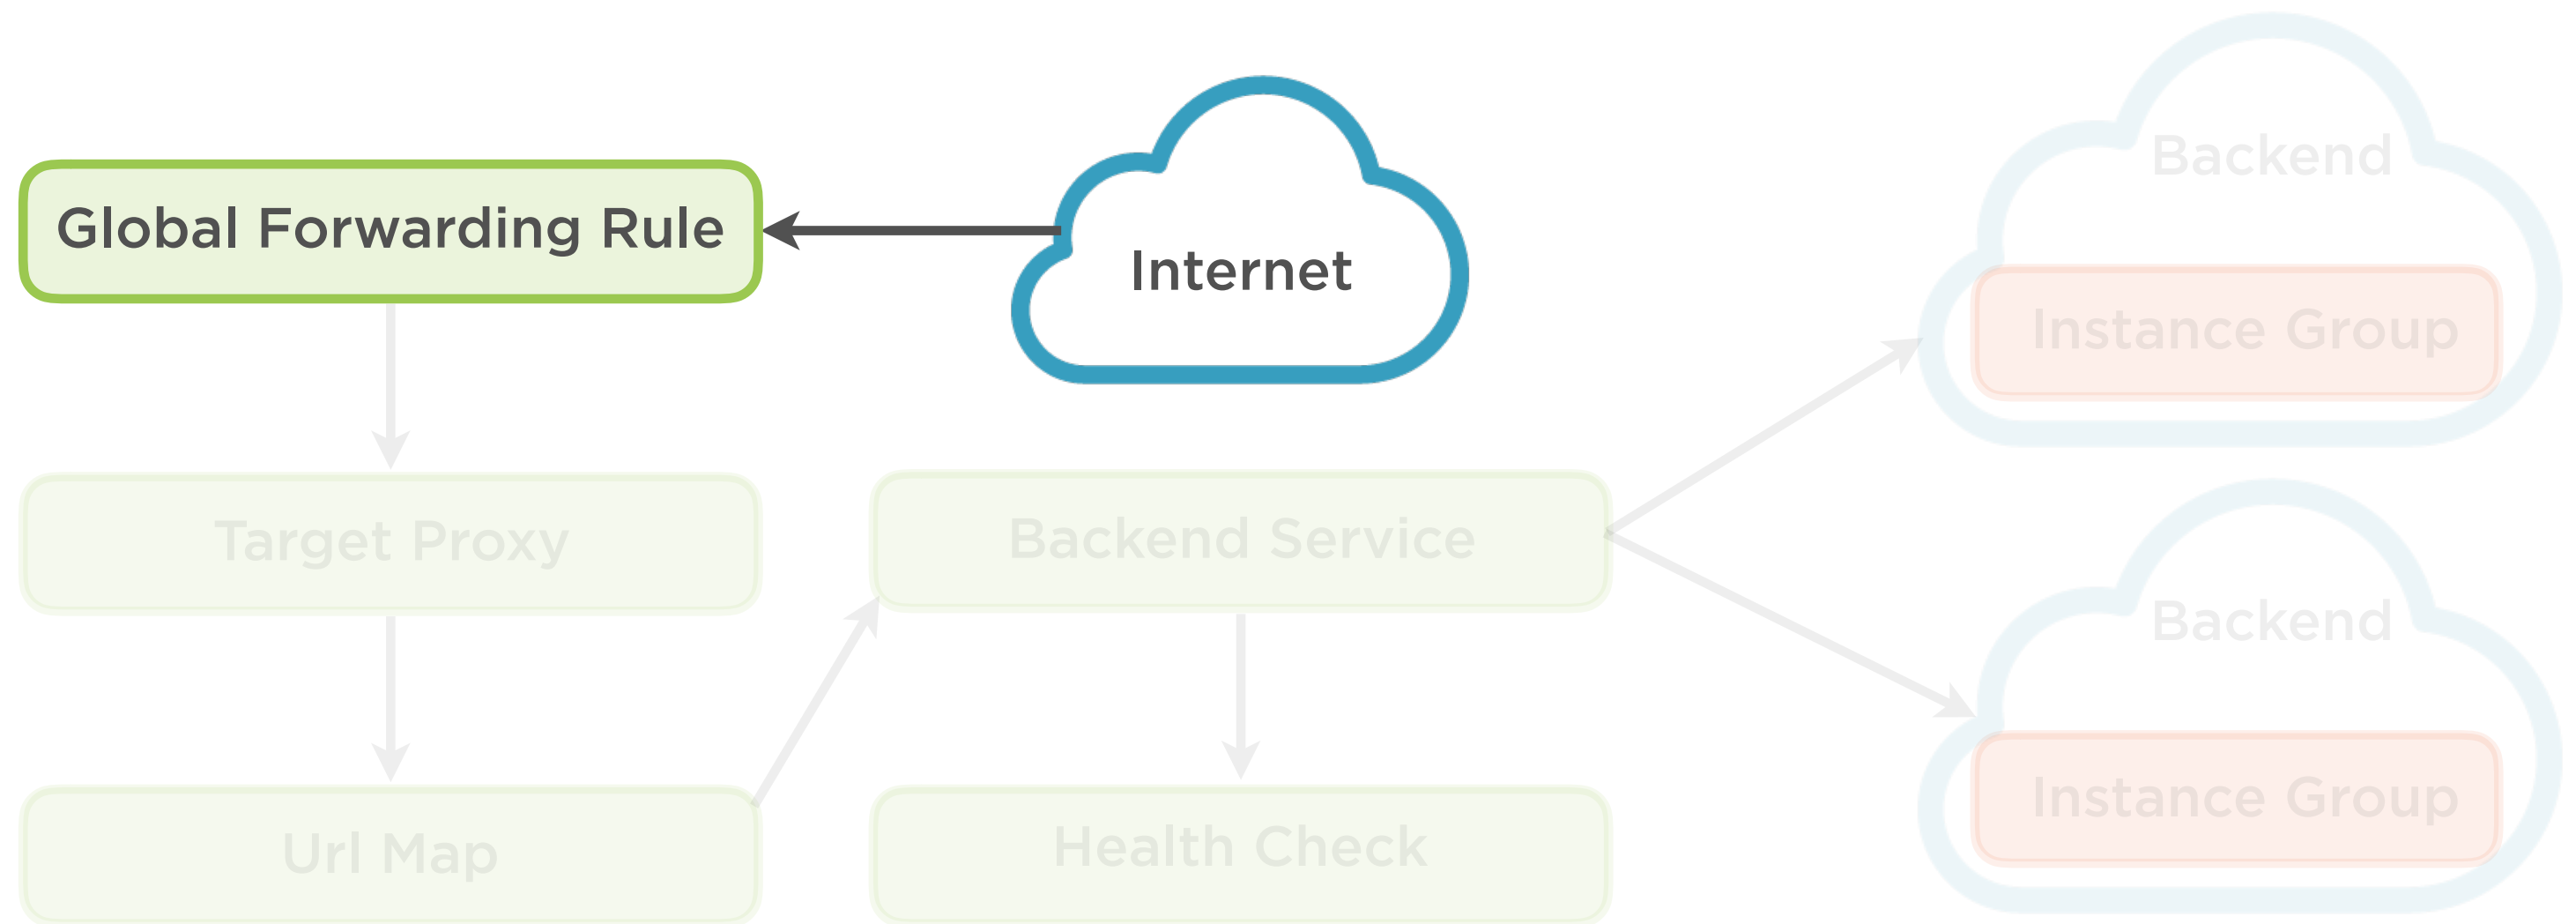 Global Forwarding Rule
Internet
Backend
Instance Group
Target Proxy
Backend Service
Backend
Instance Group
Url Map
Health Check